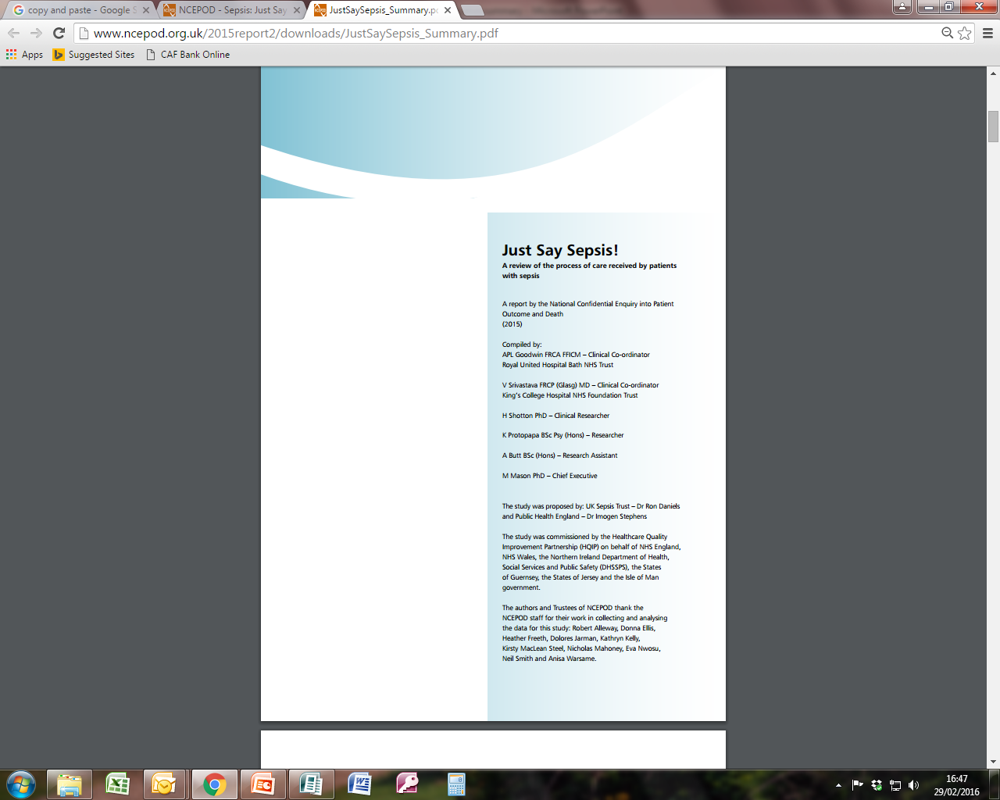 copy and paste - Google S
NCEPOD - Sepsis: Just Say
JustSaySepsis_Summary.pd
www.ncepod.org.uk/2015report2/downloads/JustSaySepsis_Summary.pdf
Apps
Suggested Sites
CAF Bank Online
Just Say Sepsis!
A review of the process of care received by patients
with sepsis
A report by the National Confidential Enquiry into Patient
Outcome and Death
(2015)
Compiled by:
APL Goodwin FRCA FFICM – Clinical Co-ordinator
Royal United Hospital Bath NHS Trust
V Srivastava FRCP (Glasg) MD – Clinical Co-ordinator
King's College Hospital NHS Foundation Trust
H Shotton PhD – Clinical Researcher
K Protopapa BSc Psy (Hons) – Researcher
A Butt BSc (Hons) – Research Assistant
M Mason PhD – Chief Executive
The study was proposed by: UK Sepsis Trust – Dr Ron Daniels
and Public Health England – Dr Imogen Stephens
The study was commissioned by the Healthcare Quality
Improvement Partnership (HQIP) on behalf of NHS England,
NHS Wales, the Northern Ireland Department of Health,
Social Services and Public Safety (DHSSPS), the States
of Guernsey, the States of Jersey and the Isle of Man
government.
The authors and Trustees of NCEPOD thank the
NCEPOD staff for their work in collecting and analysing
the data for this study: Robert Alleway, Donna Ellis,
Heather Freeth, Dolores Jarman, Kathryn Kelly,
Kirsty MacLean Steel, Nicholas Mahoney, Eva Nwosu,
Neil Smith and Anisa Warsame.
16:47
29/02/2016